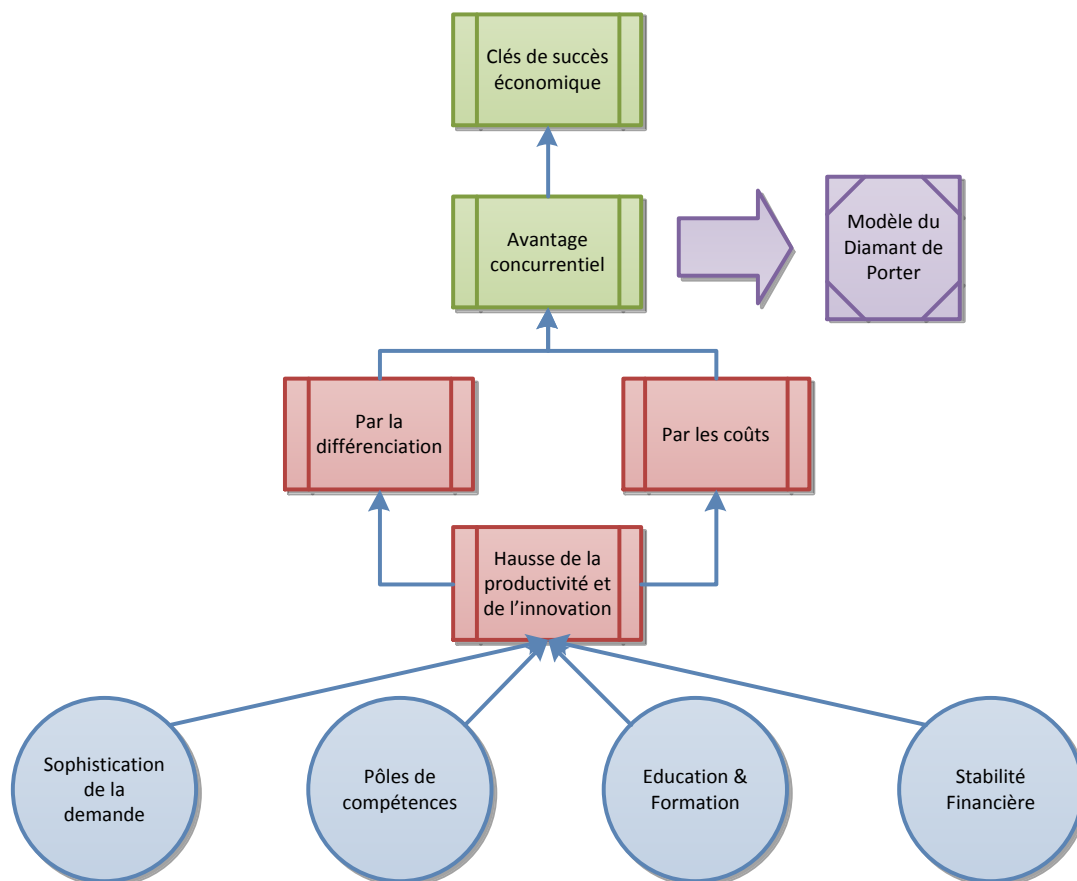 Clés de succès
économique
Avantage
concurrentiel
Modèle du
Diamant de
Porter
Par la
différenciation
Par les coûts
Hausse de la
productivité et
de l’innovation
Sophistication
de la
demande
Pôles de
compétences
Education &
Formation
Stabilité
Financière